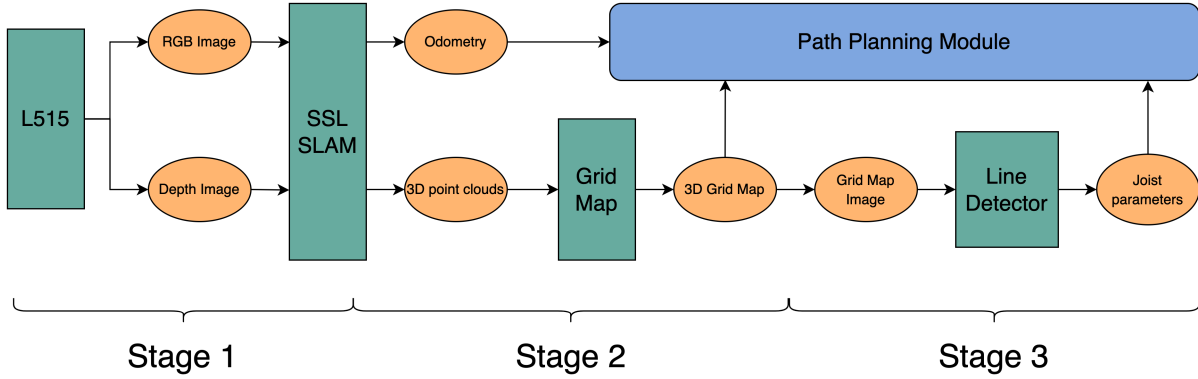 L515
RGB Image
Depth Image
SSL
SLAM
Odometry
3D point clouds
Grid
Map
3D Grid Map
Path Planning Module
Grid Map
Image
Line
Detector
Joist
parameters
Stage 1
Stage 2
Stage 3